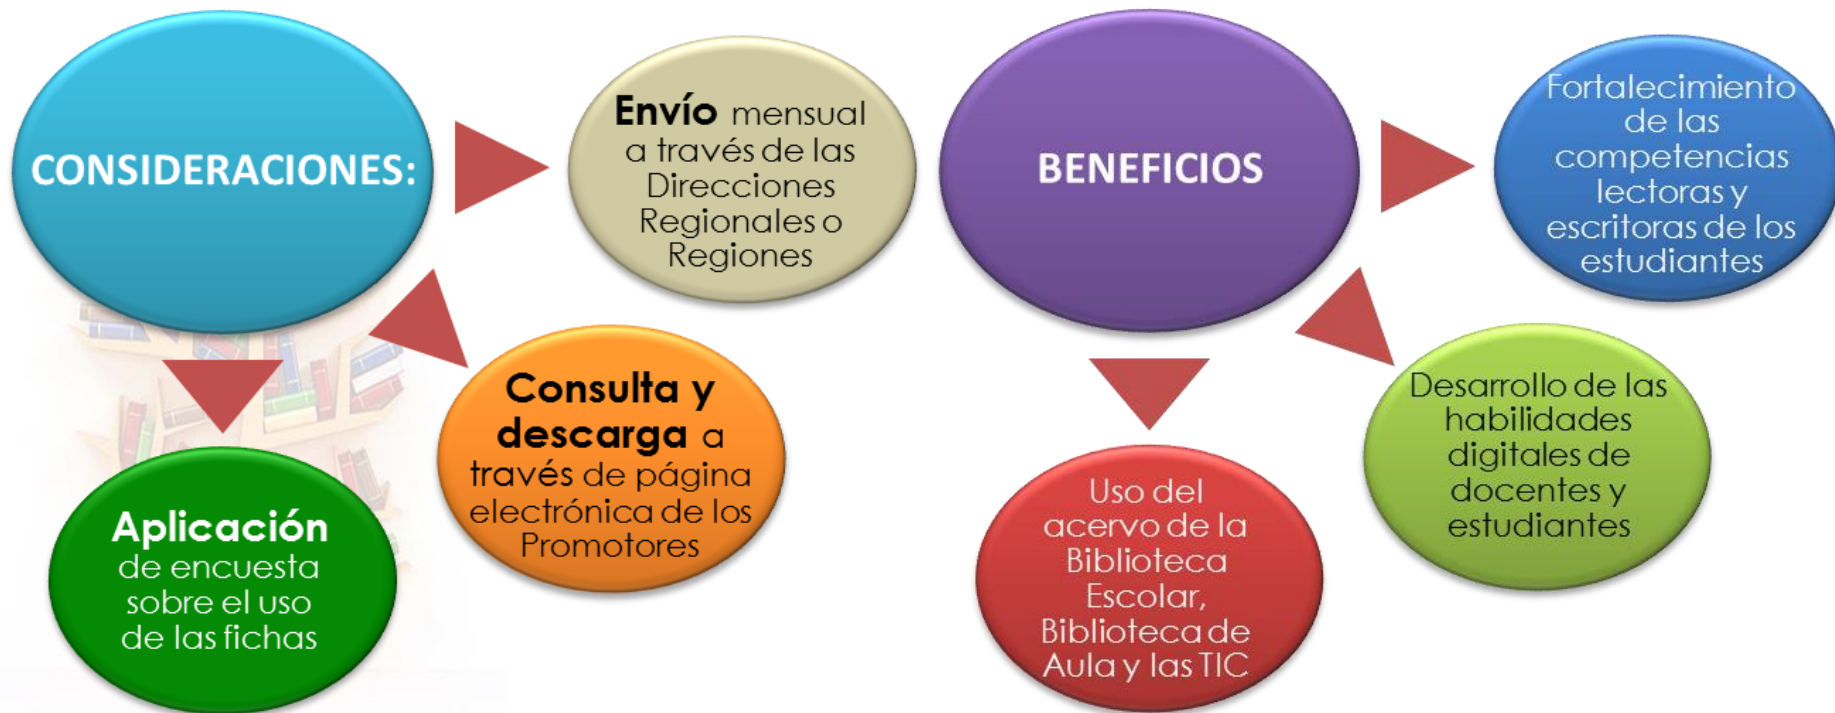 CONSIDERACIONES:
Envío mensual
a través de las
Direcciones
Regionales o
Regiones
Consulta y
descarga a
través de página
electrónica de los
Promotores
Aplicación
de encuesta
sobre el uso
de las fichas
BENEFICIOS
Fortalecimiento
de las
competencias
lectoras y
escritoras de los
estudiantes
Desarrollo de las
habilidades
digitales de
docentes y
estudiantes
Uso del
acervo de la
Biblioteca
Escolar,
Biblioteca de
Aula y las TIC